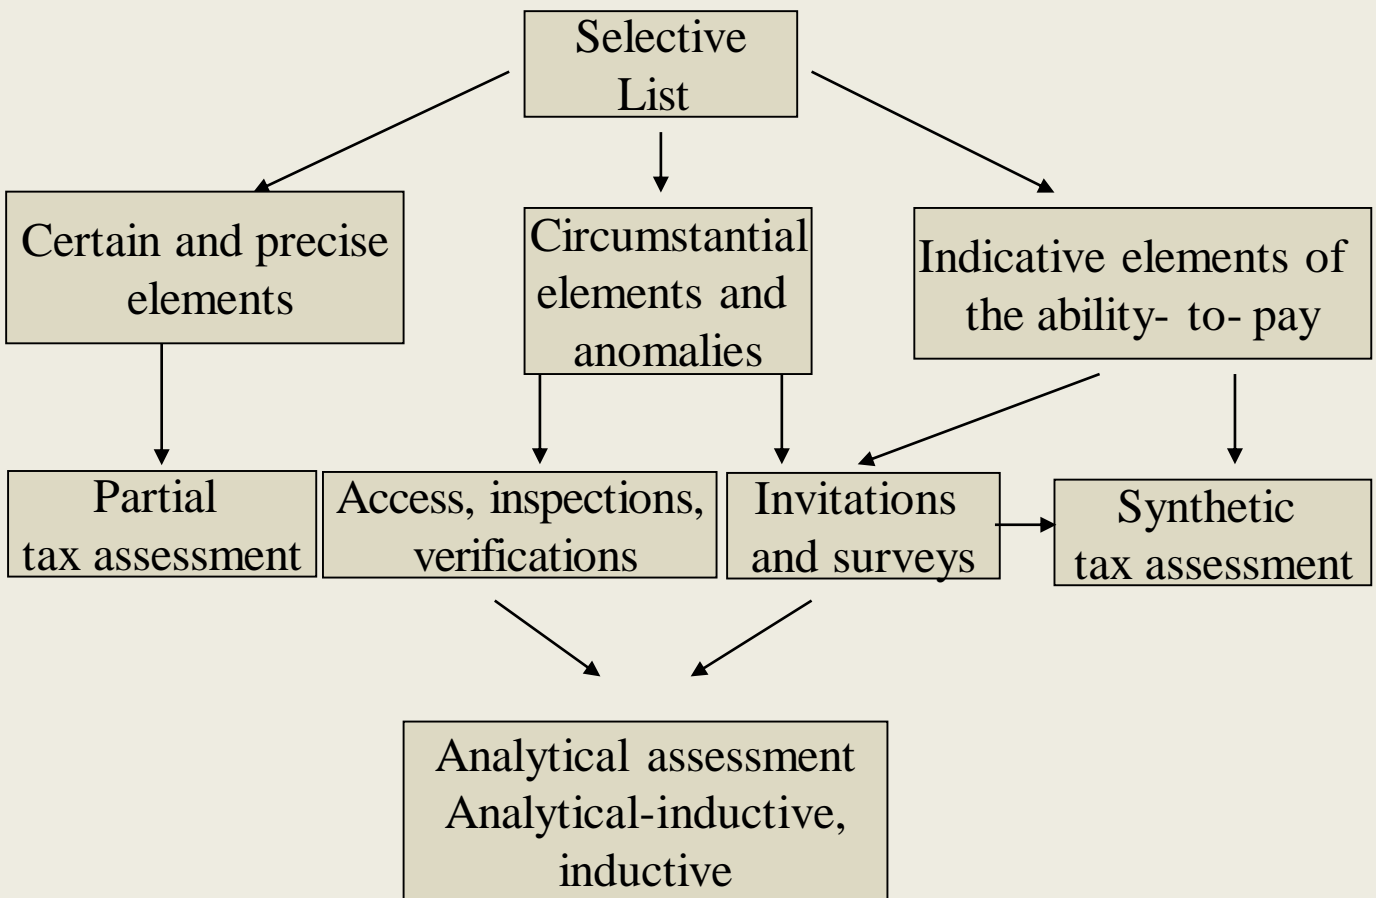 Selective
List
Certain and precise
elements
Circumstantial
elements and
anomalies
Indicative elements of
the ability- to- pay
Partial
tax assessment
Access, inspections,
verifications
Invitations
and surveys
Synthetic
tax assessment
Analytical assessment
Analytical-inductive,
inductive